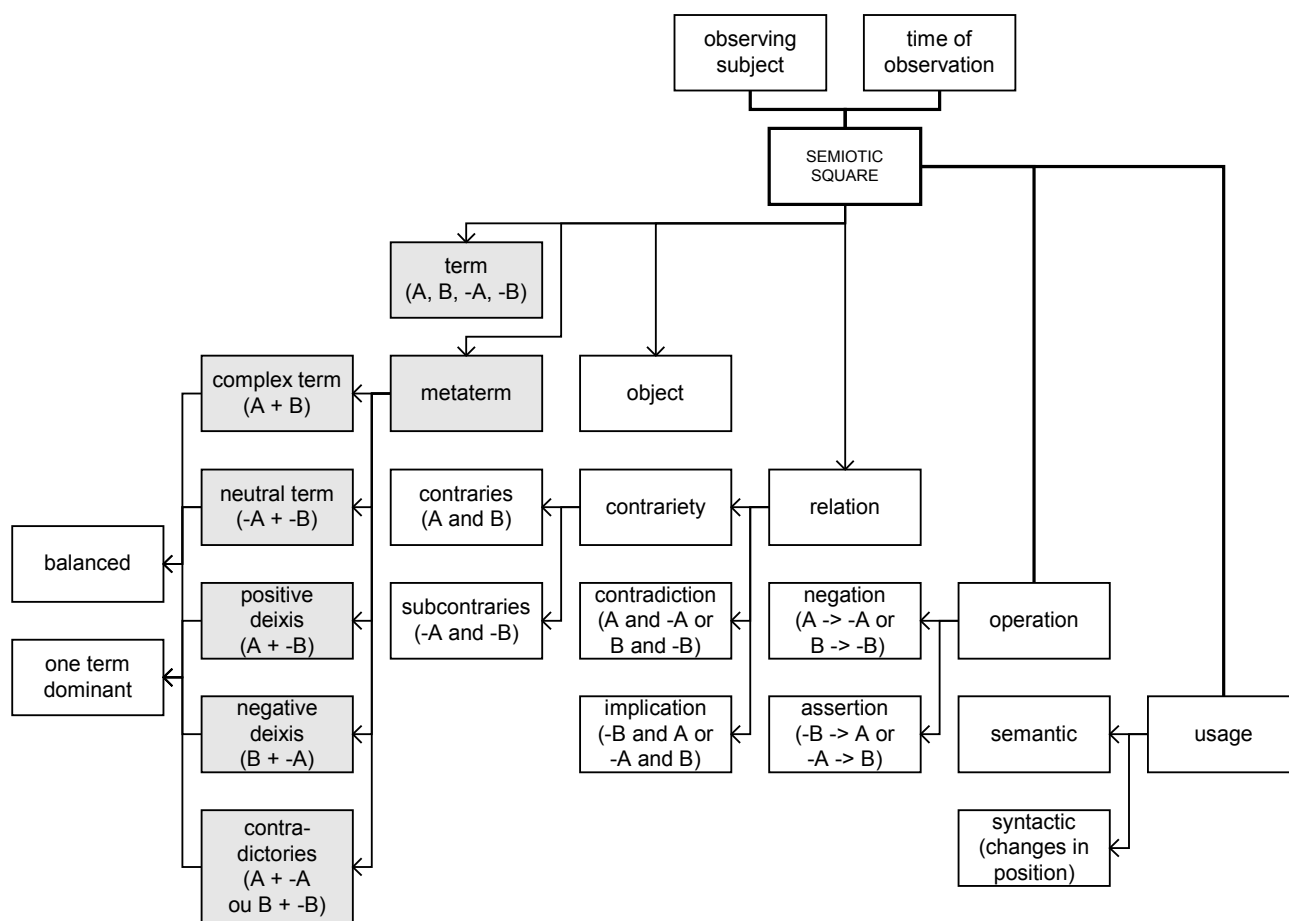 observing
subject
time of
observation
SEMIOTIC
SQUARE
term
(A, B, -A, -B)
complex term
(A + B)
metaterm
object
neutral term
(-A + -B)
contraries
(A and B)
contrariety
relation
balanced
positive
deixis
(A + -B)
subcontraries
(-A and -B)
contradiction
(A and -A or
B and -B)
negation
(A -> -A or
B -> -B)
operation
one term
dominant
negative
deixis
(B + -A)
implication
(-B and A or
-A and B)
assertion
(-B -> A or
-A -> B)
semantic
usage
contra-
dictories
(A + -A
ou B + -B)
syntactic
(changes in
position)